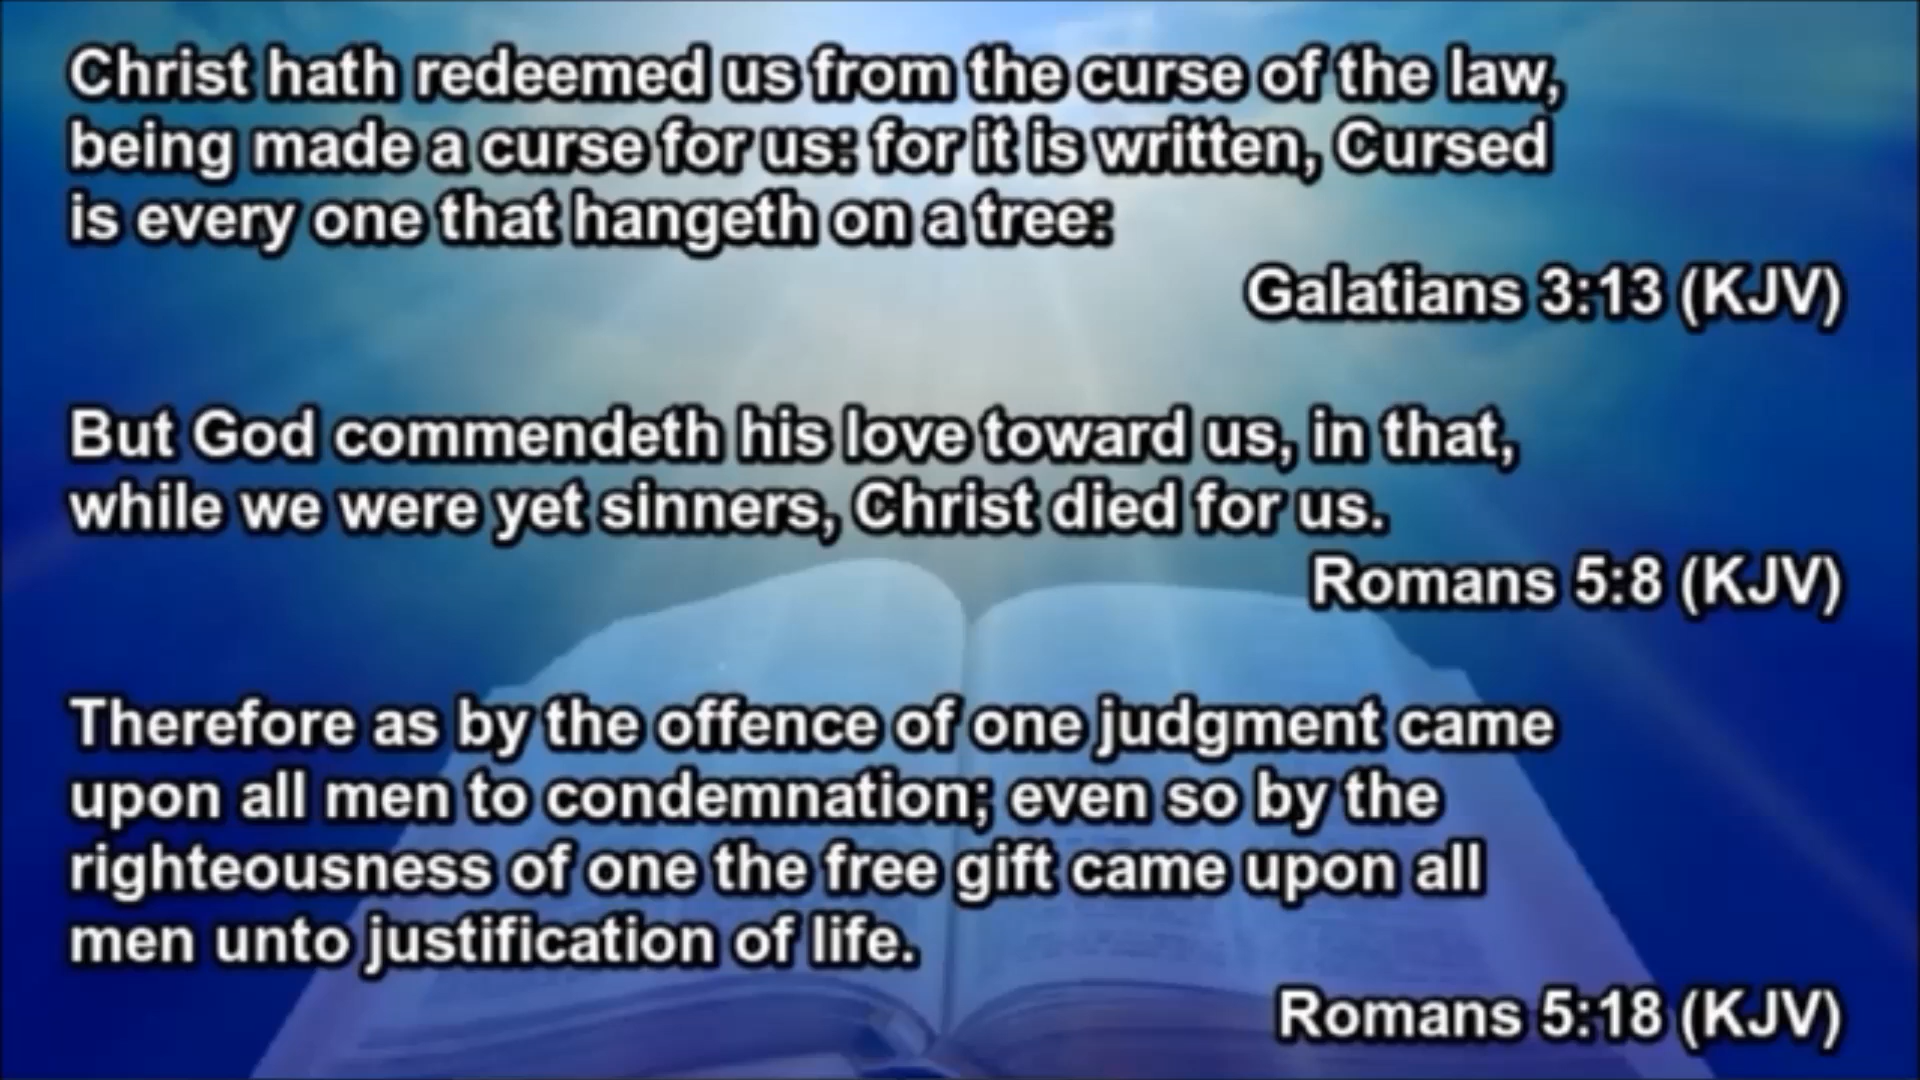 Christ hath redeemed us from the curse of the law,
being made a curse for us: for it is written, Cursed
is every one that hangeth on a tree:
Galatians 3:13 (KJV)
But God commendeth his love toward us, in that,
while we were yet sinners, Christ died for us.
Romans 5:8 (KJV)
Therefore as by the offence of one judgment came
upon all men to condemnation; even so by the
righteousness of one the free gift came upon all
men unto justification of life.
Romans 5:18 (KJV)